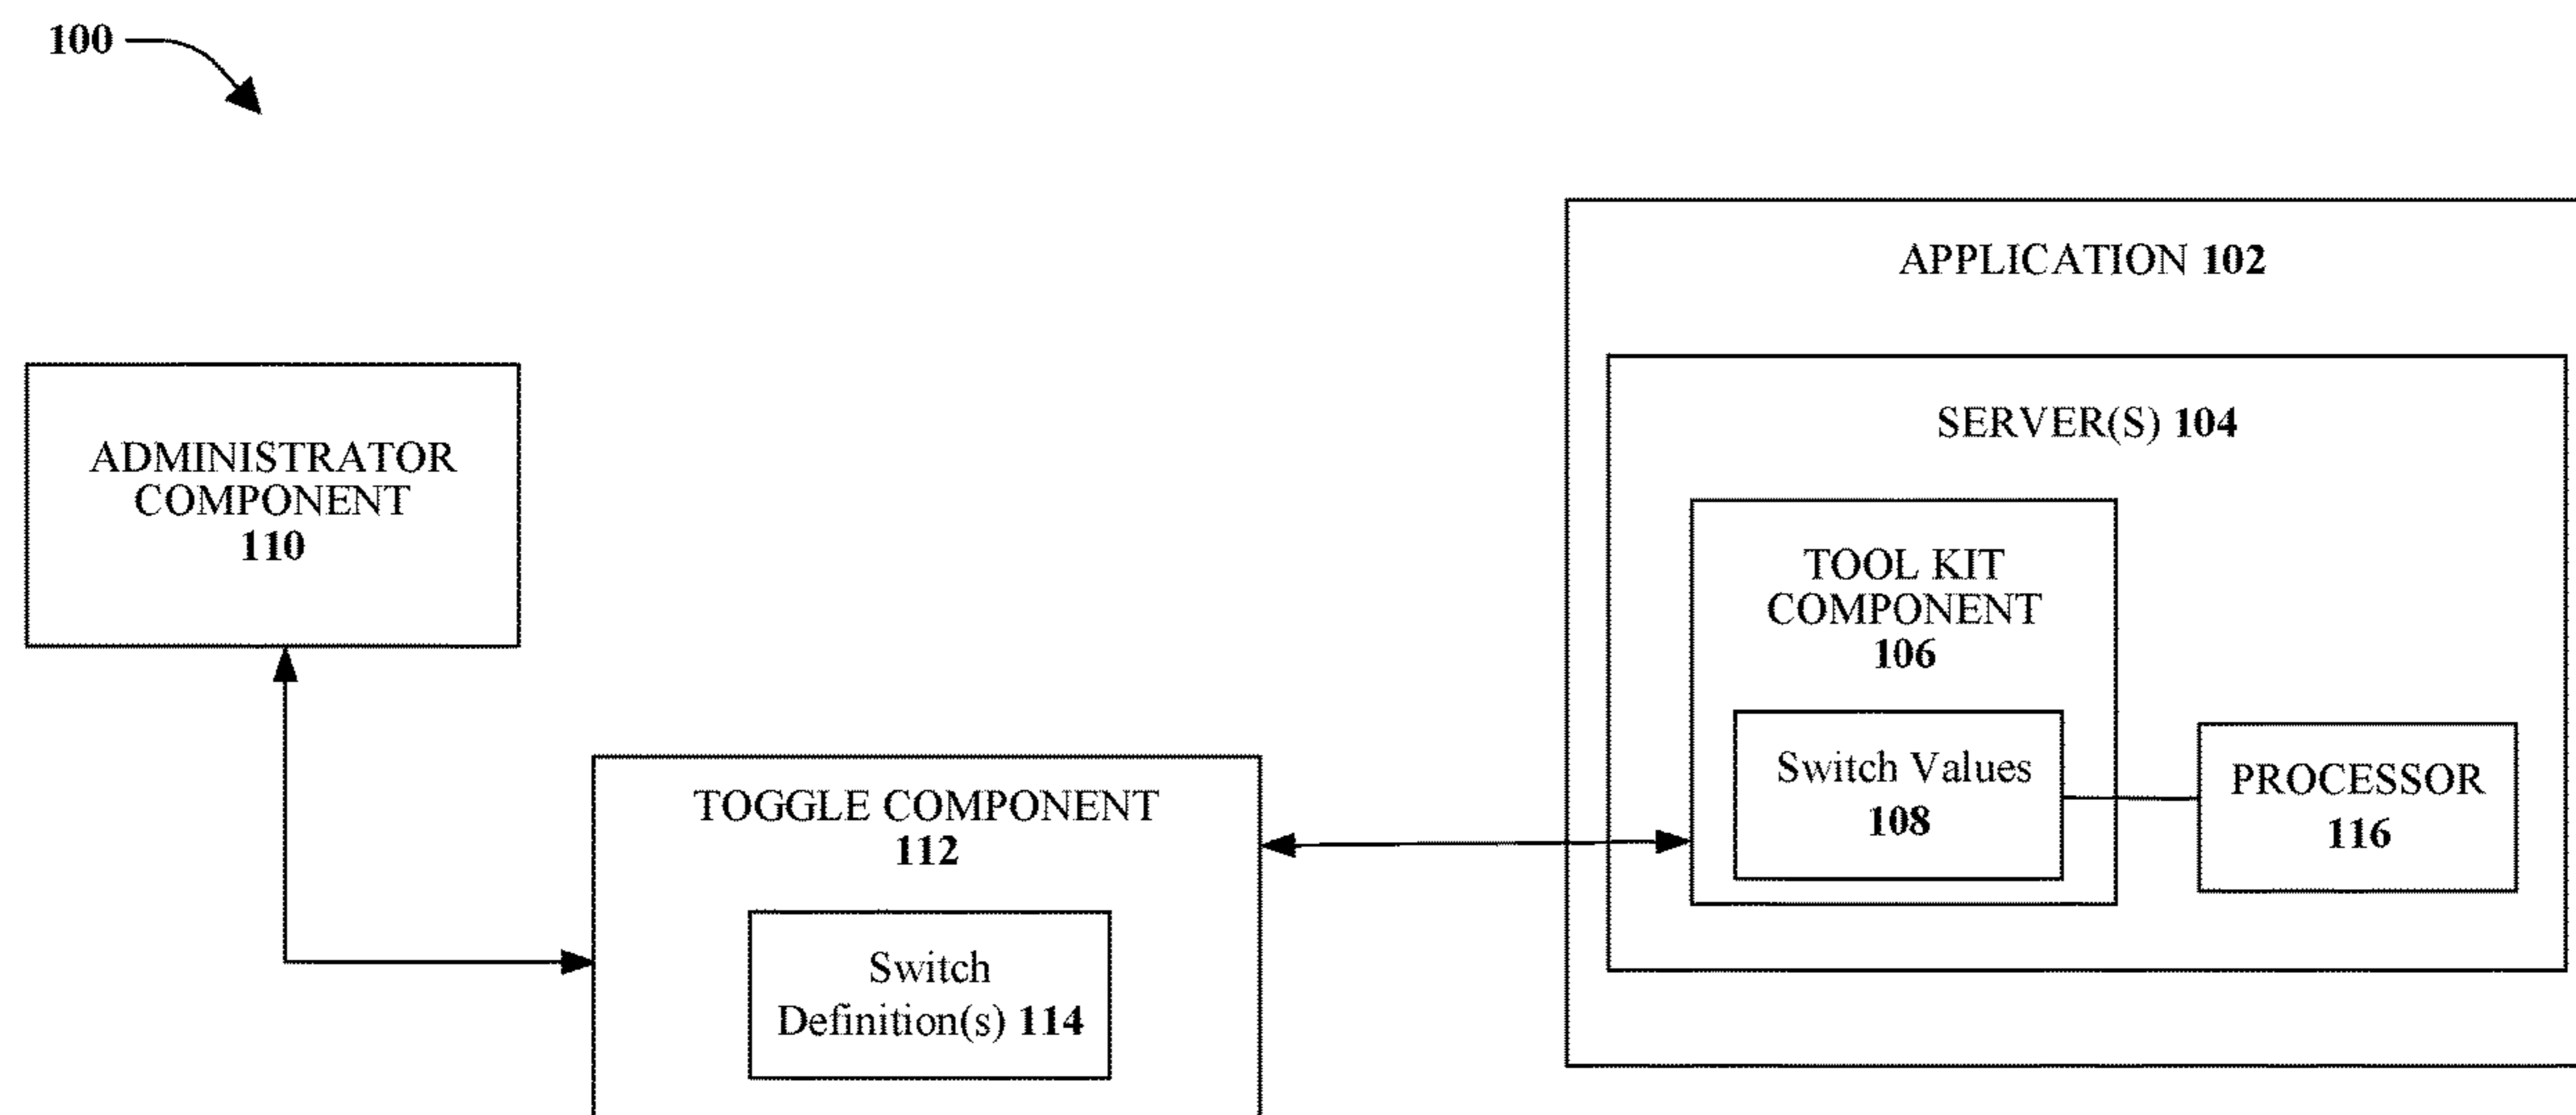 100
APPLICATION 102
SERVER(S) 104
ADMINISTRATOR
COMPONENT
110
TOOL KIT
COMPONENT
106
Switch Values
108
PROCESSOR
116
TOGGLE COMPONENT
112
Switch
Definition(s) 114